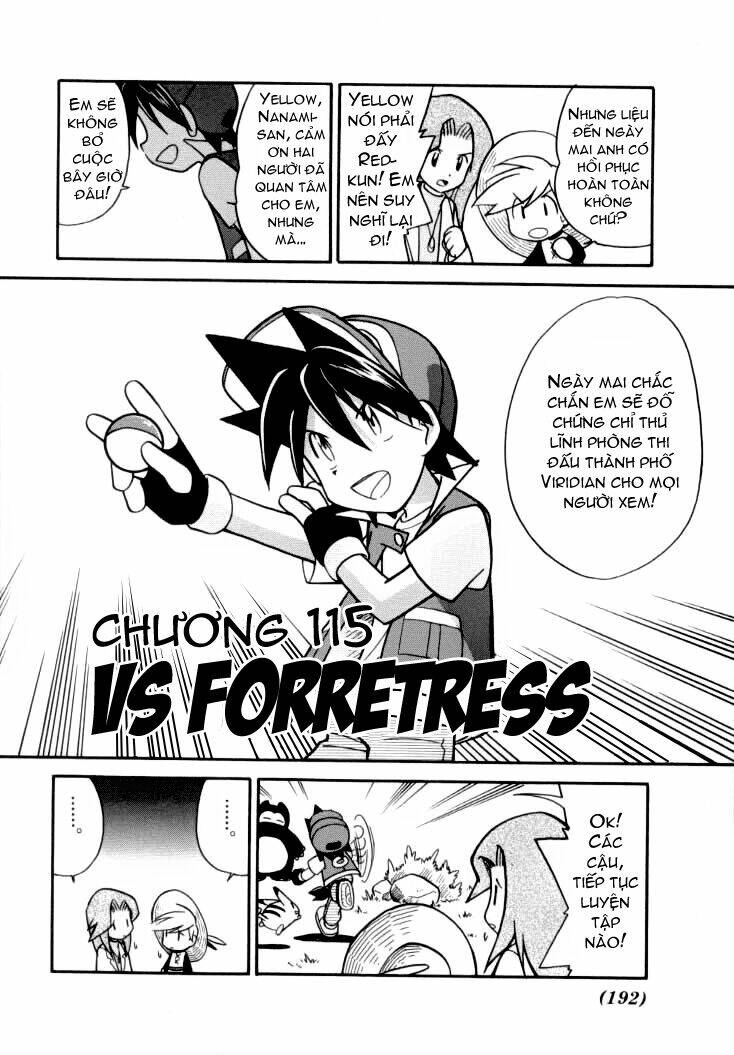 Nhưng liệu
đến ngày
mai anh có
hồi phục
hoàn toàn
không
chứ?
Yellow
nói phải
đấy
Red-
kun! Em
nên suy
nghĩ lại
đi!
Yellow,
Nanami-
san, cảm
ơn hai
người đã
quan tâm
cho em,
nhưng
mà...
Em sẽ
không
bỏ
cuộc
bây giờ
đâu!
Ngày mai chắc
chắn em sẽ đỗ
chúng chỉ thủ
lĩnh phòng thi
đấu thành phố
Viridian cho mọi
người xem!
CHƯƠNG 115
VS FORRETRESS
Ok!
Các
cậu,
tiếp tục
luyện
tập
nào!
......。
......。
(192)